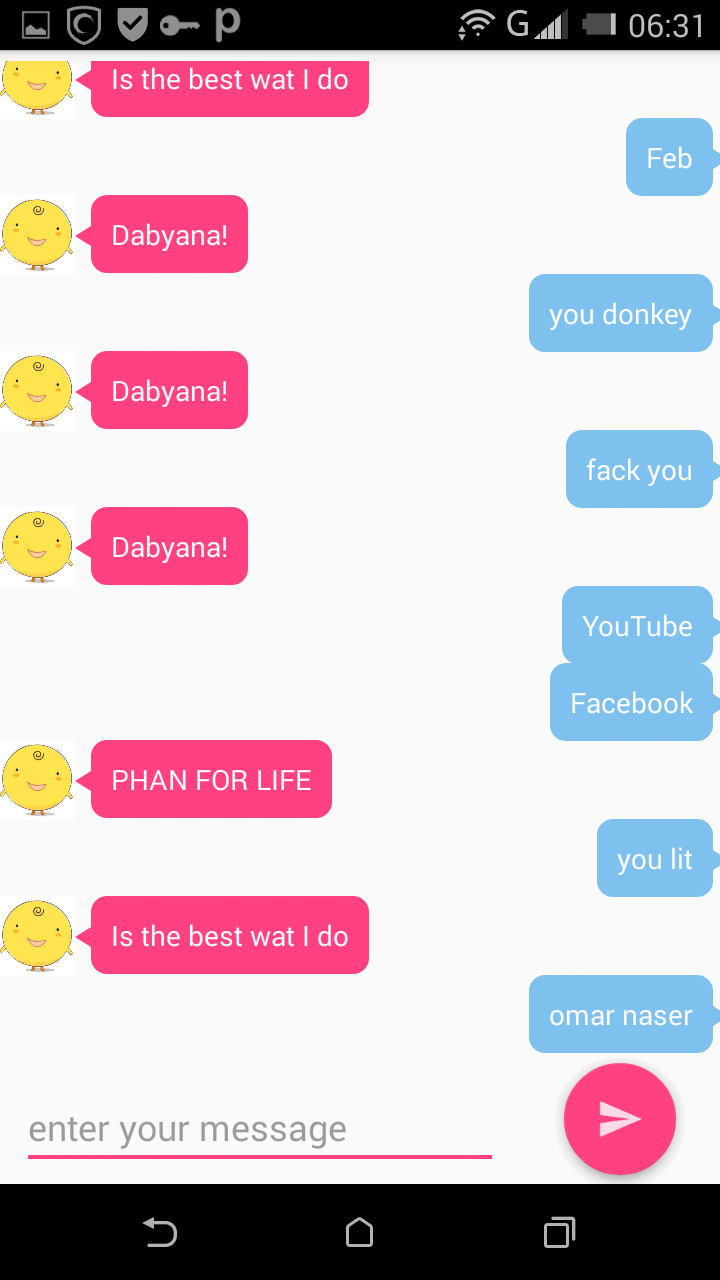 G 06:31
Is the best wat I do
Feb
Dabyana!
you donkey
Dabyana!
fack you
Dabyana!
YouTube
Facebook
PHAN FOR LIFE
you lit
Is the best wat I do
omar naser
enter your message